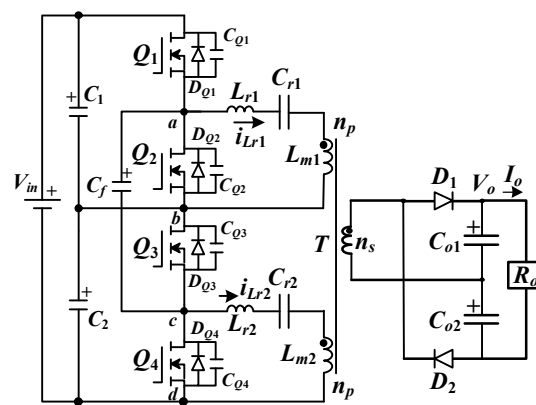 Q1
CQ1
DQ1
C1
Lr1
Cr1
a
iLr1
np
DQ2
Q2
CQ2
Lm1
Vin
Cf
b
Q3
CQ3
DQ3
T
ns
D1
Vo
Io
Co1
Ro
Co2
D2
C2
c
iLr2
Lr2
Cr2
DQ4
Q4
CQ4
Lm2
d
np